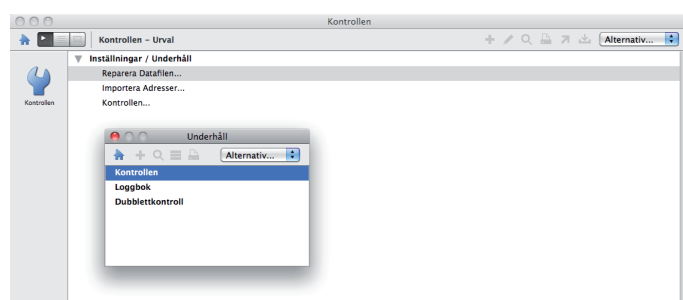 Kontrollen
Kontrollen – Urval
Alternativ...
Kontrollen
Inställningar / Underhåll
Reparera Datafilen...
Importera Adresser...
Kontrollen...
Underhåll
Alternativ...
Kontrollen
Loggbok
Dubblettkontroll